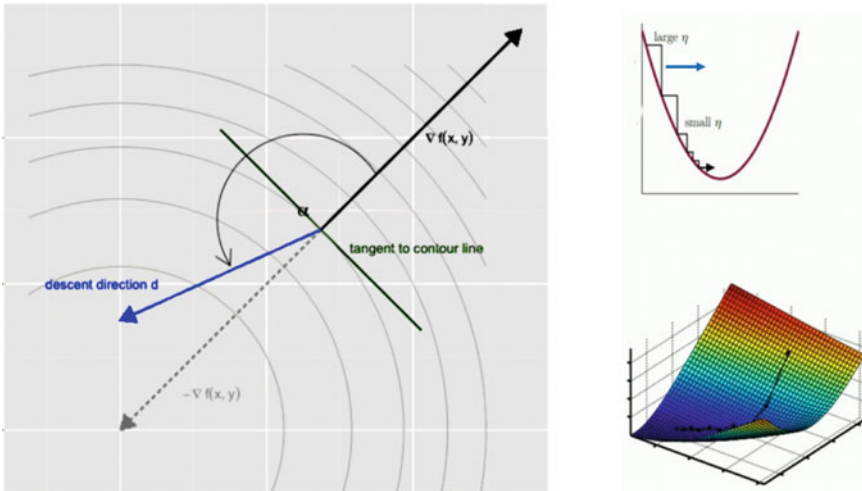 ∇ f(x, y)
α
tangent to contour line
descent direction d
−∇ f(x, y)
large η
small η